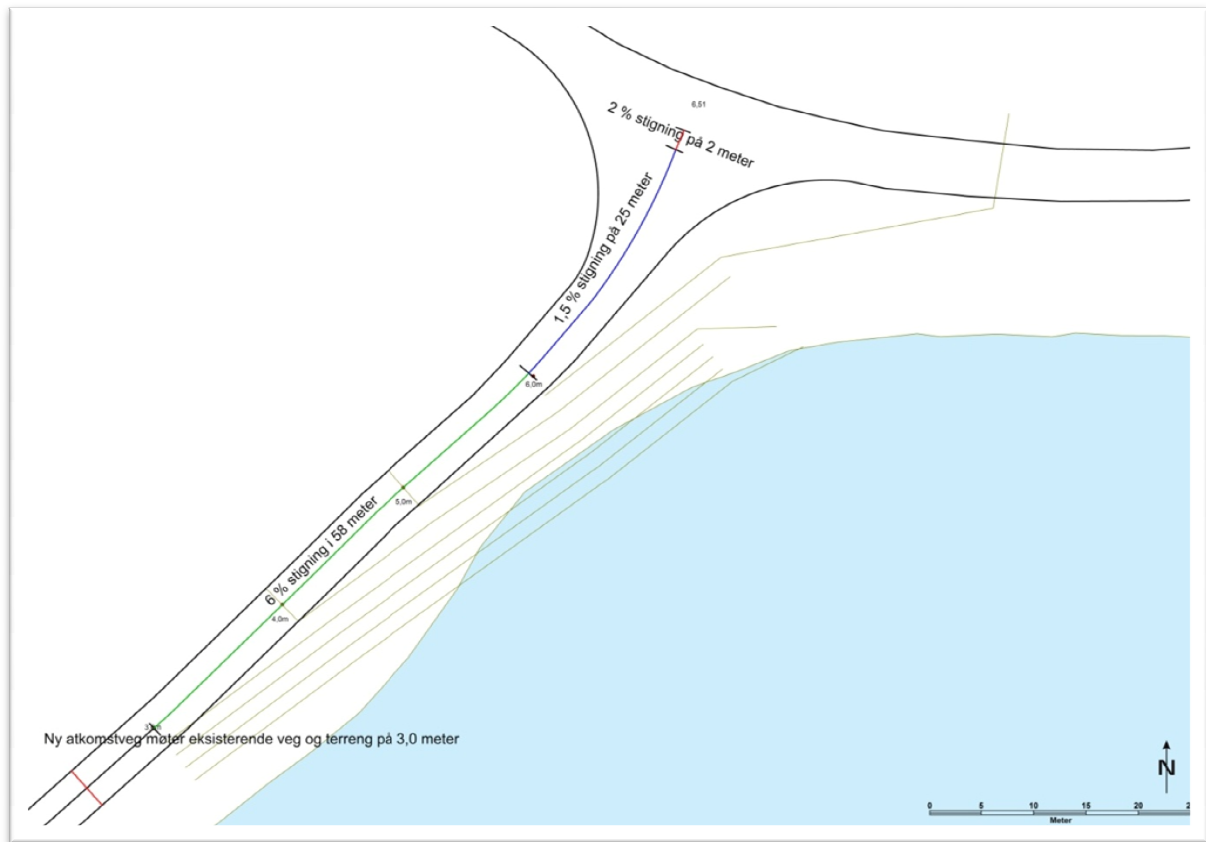 6,51
2 % stigning på 2 meter
1,5 % stigning på 25 meter
6,0m
5,0m
6 % stigning i 58 meter
4,0m
Ny atkomstveg møter eksisterende veg og terreng på 3,0 meter
N
0 5 10 15 20
Meter